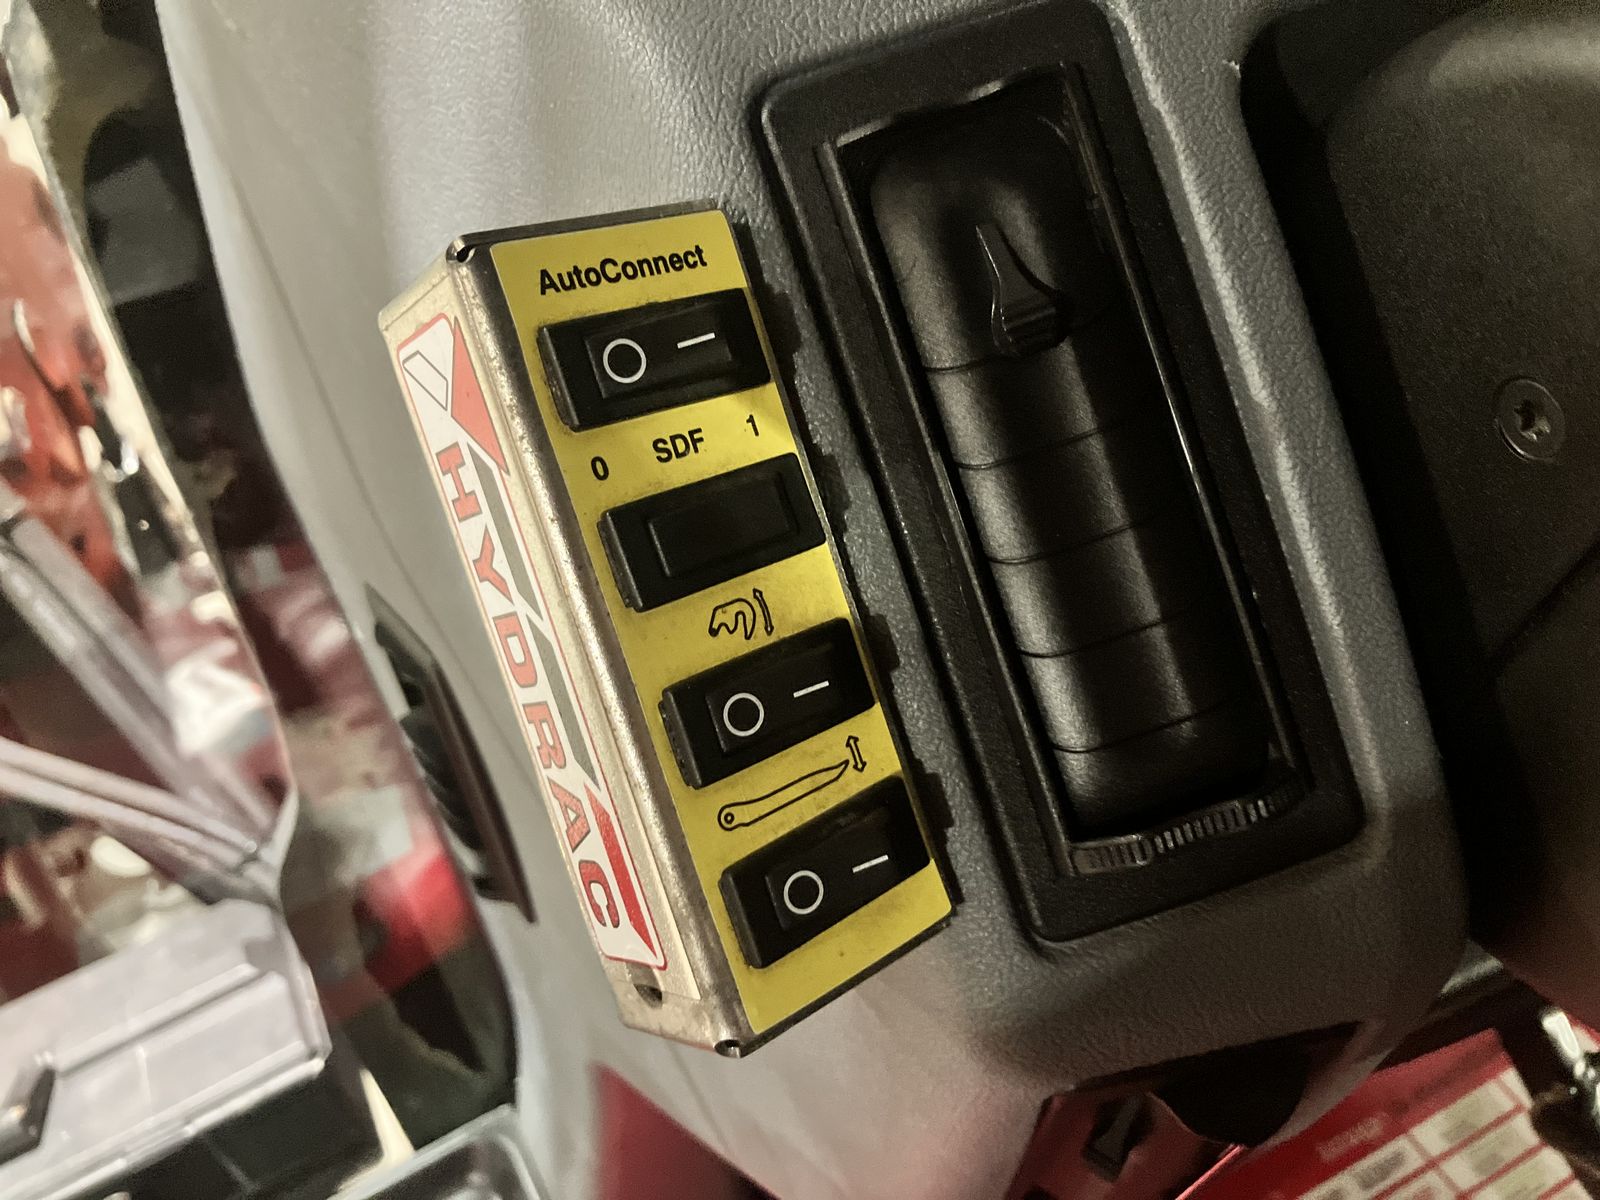 AutoConnect
0 SDF 1
HYDRAC